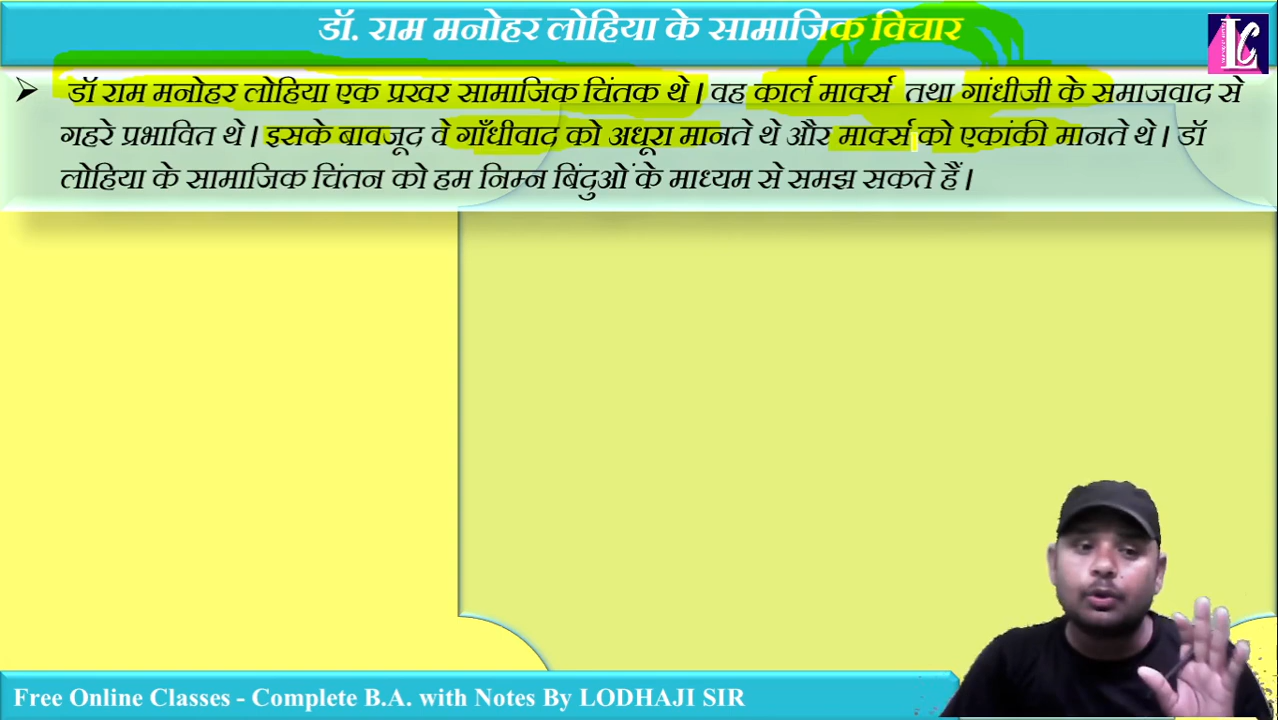 डॉ. राम मनोहर लोहिया के सामाजिक विचार
LC
➢ डॉ राम मनोहर लोहिया एक प्रखर सामाजिक चिंतक थे । वह कार्ल मार्क्स तथा गांधीजी के समाजवाद से
गहरे प्रभावित थे । इसके बावजूद वे गाँधीवाद को अधूरा मानते थे और मार्क्स को एकांकी मानते थे । डॉ
लोहिया के सामाजिक चिंतन को हम निम्न बिंदुओं के माध्यम से समझ सकते हैं ।
Free Online Classes - Complete B.A. with Notes By LODHAJI SIR